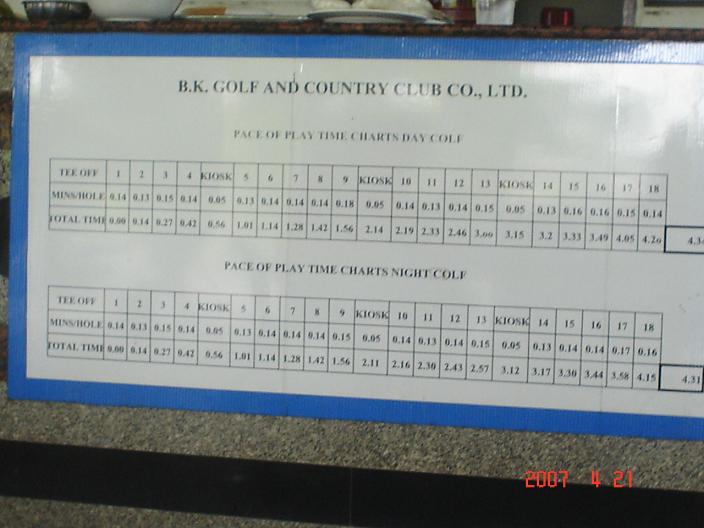 B.K. GOLF AND COUNTRY CLUB CO., LTD.
PACE OF PLAY TIME CHARTS DAY GOLF
TEE OFF 1 2 3 4 KIOSK 5 6 7 8 9 KIOSK 10 11 12 13 KIOSK 14 15 16 17 18
MINS/HOLE 0.14 0.13 0.15 0.14 0.05 0.13 0.14 0.14 0.14 0.18 0.05 0.14 0.13 0.14 0.15 0.05 0.13 0.16 0.16 0.15 0.14
TOTAL TIME 0.00 0.14 0.27 0.42 0.56 1.01 1.14 1.28 1.42 1.56 2.14 2.19 2.33 2.46 3.00 3.15 3.2 3.33 3.49 4.05 4.20
PACE OF PLAY TIME CHARTS NIGHT GOLF
TEE OFF 1 2 3 4 KIOSK 5 6 7 8 9 KIOSK 10 11 12 13 KIOSK 14 15 16 17 18
MINS/HOLE 0.14 0.13 0.15 0.14 0.05 0.13 0.14 0.14 0.14 0.15 0.05 0.14 0.13 0.14 0.15 0.05 0.13 0.14 0.14 0.17 0.16
TOTAL TIME 0.00 0.14 0.27 0.42 0.56 1.01 1.14 1.28 1.42 1.56 2.11 2.16 2.30 2.43 2.57 3.12 3.17 3.30 3.44 3.58 4.15 4.31
2007 4 21